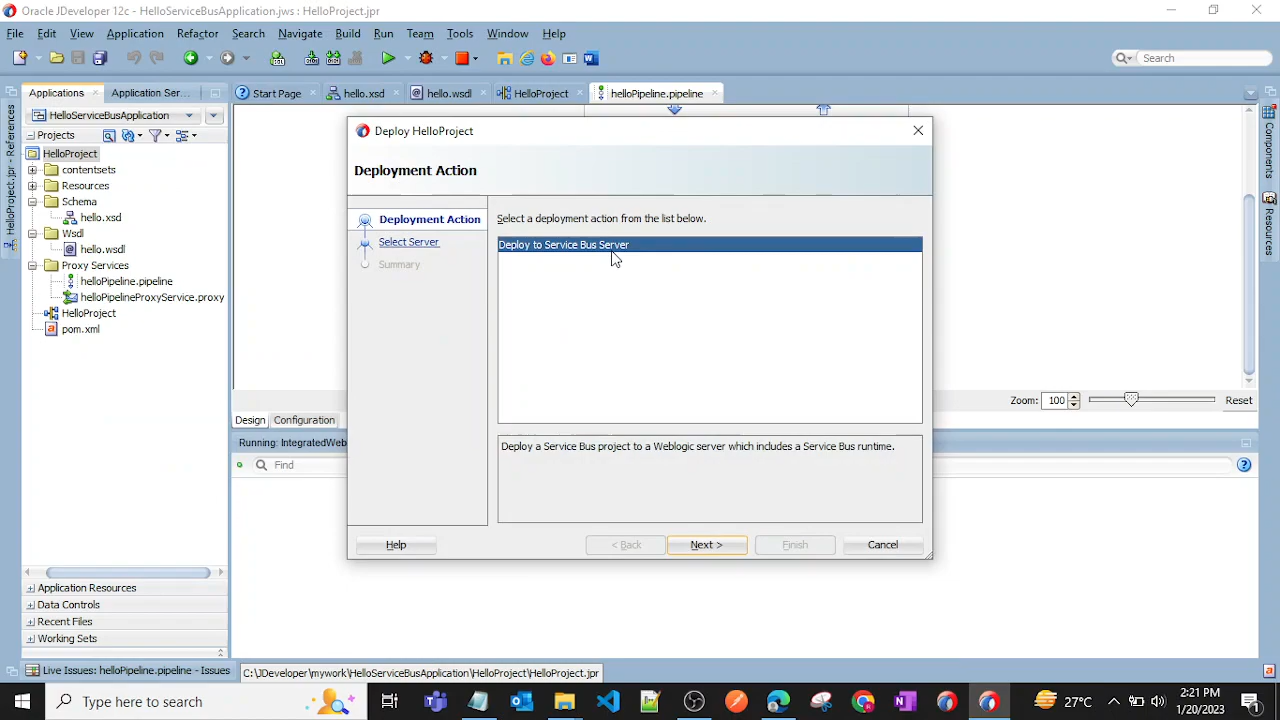 Oracle JDeveloper 12c - HelloServiceBusApplication.jws : HelloProject.jpr
File Edit View Application Refactor Search Navigate Build Run Team Tools Window Help
Search
Applications Application Ser...
Start Page hello.xsd hello.wsdl HelloProject helloPipeline.pipeline
HelloServiceBusApplication
Projects
HelloProject
contentsets
Resources
Schema
hello.xsd
Wsdl
hello.wsdl
Proxy Services
helloPipeline.pipeline
helloPipelineProxyService.proxy
HelloProject
pom.xml
Application Resources
Data Controls
Recent Files
Working Sets
HelloProject.jpr - References
Deploy HelloProject
Deployment Action
Deployment Action
Select Server
Summary
Select a deployment action from the list below.
Deploy to Service Bus Server
Deploy a Service Bus project to a Weblogic server which includes a Service Bus runtime.
Help
< Back
Next >
Finish
Cancel
Zoom: 100
Reset
Design Configuration
Running: IntegratedWeb
Find
Components
Resources
Live Issues: helloPipeline.pipeline - Issues
C:\JDeveloper\mywork\HelloServiceBusApplication\HelloProject\HelloProject.jpr
Type here to search
27°C
2:21 PM
1/20/2023
1